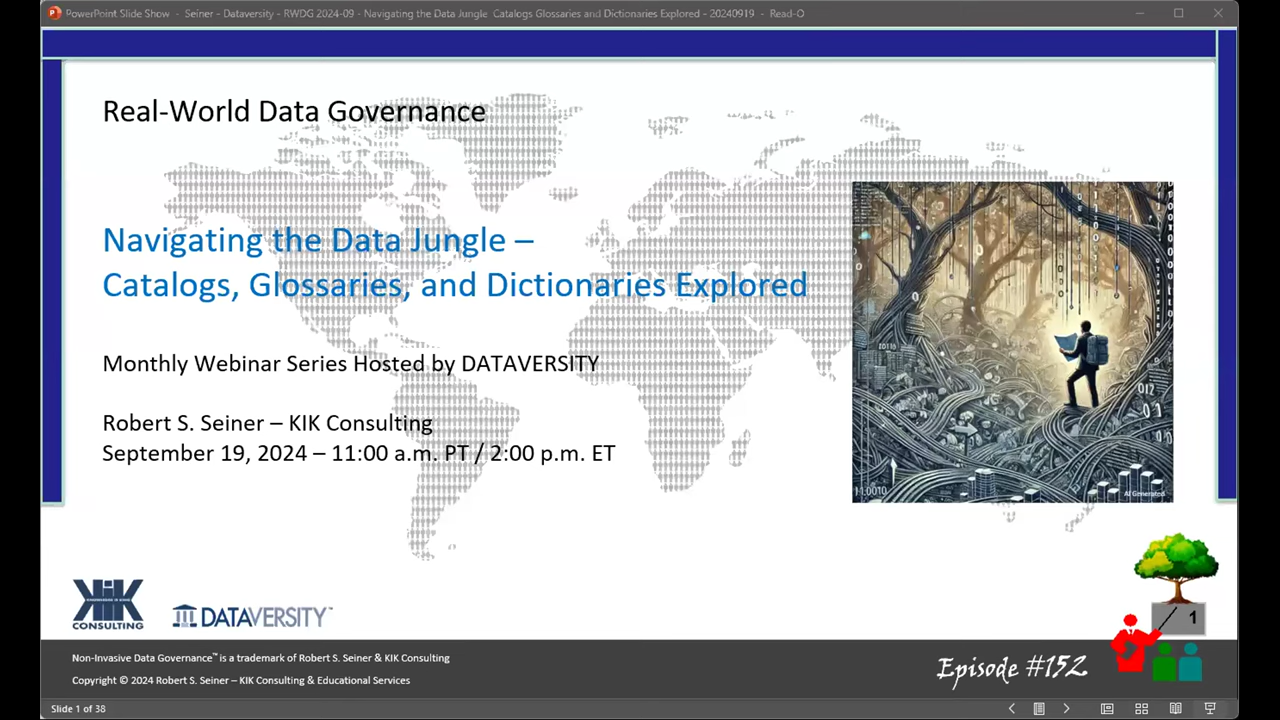 PowerPoint Slide Show - Seiner - Dataversity - RWDG 2024-09 - Navigating the Data Jungle Catalogs Glossaries and Dictionaries Explored - 20240919 - Read-O
Real-World Data Governance
Navigating the Data Jungle –
Catalogs, Glossaries, and Dictionaries Explored
Monthly Webinar Series Hosted by DATAVERSITY
Robert S. Seiner – KIK Consulting
September 19, 2024 – 11:00 a.m. PT / 2:00 p.m. ET
AI Generated
KIK
CONSULTING
DATAVERSITY™
1
Non-Invasive Data Governance™ is a trademark of Robert S. Seiner & KIK Consulting
Copyright © 2024 Robert S. Seiner – KIK Consulting & Educational Services
Episode #152
Slide 1 of 38